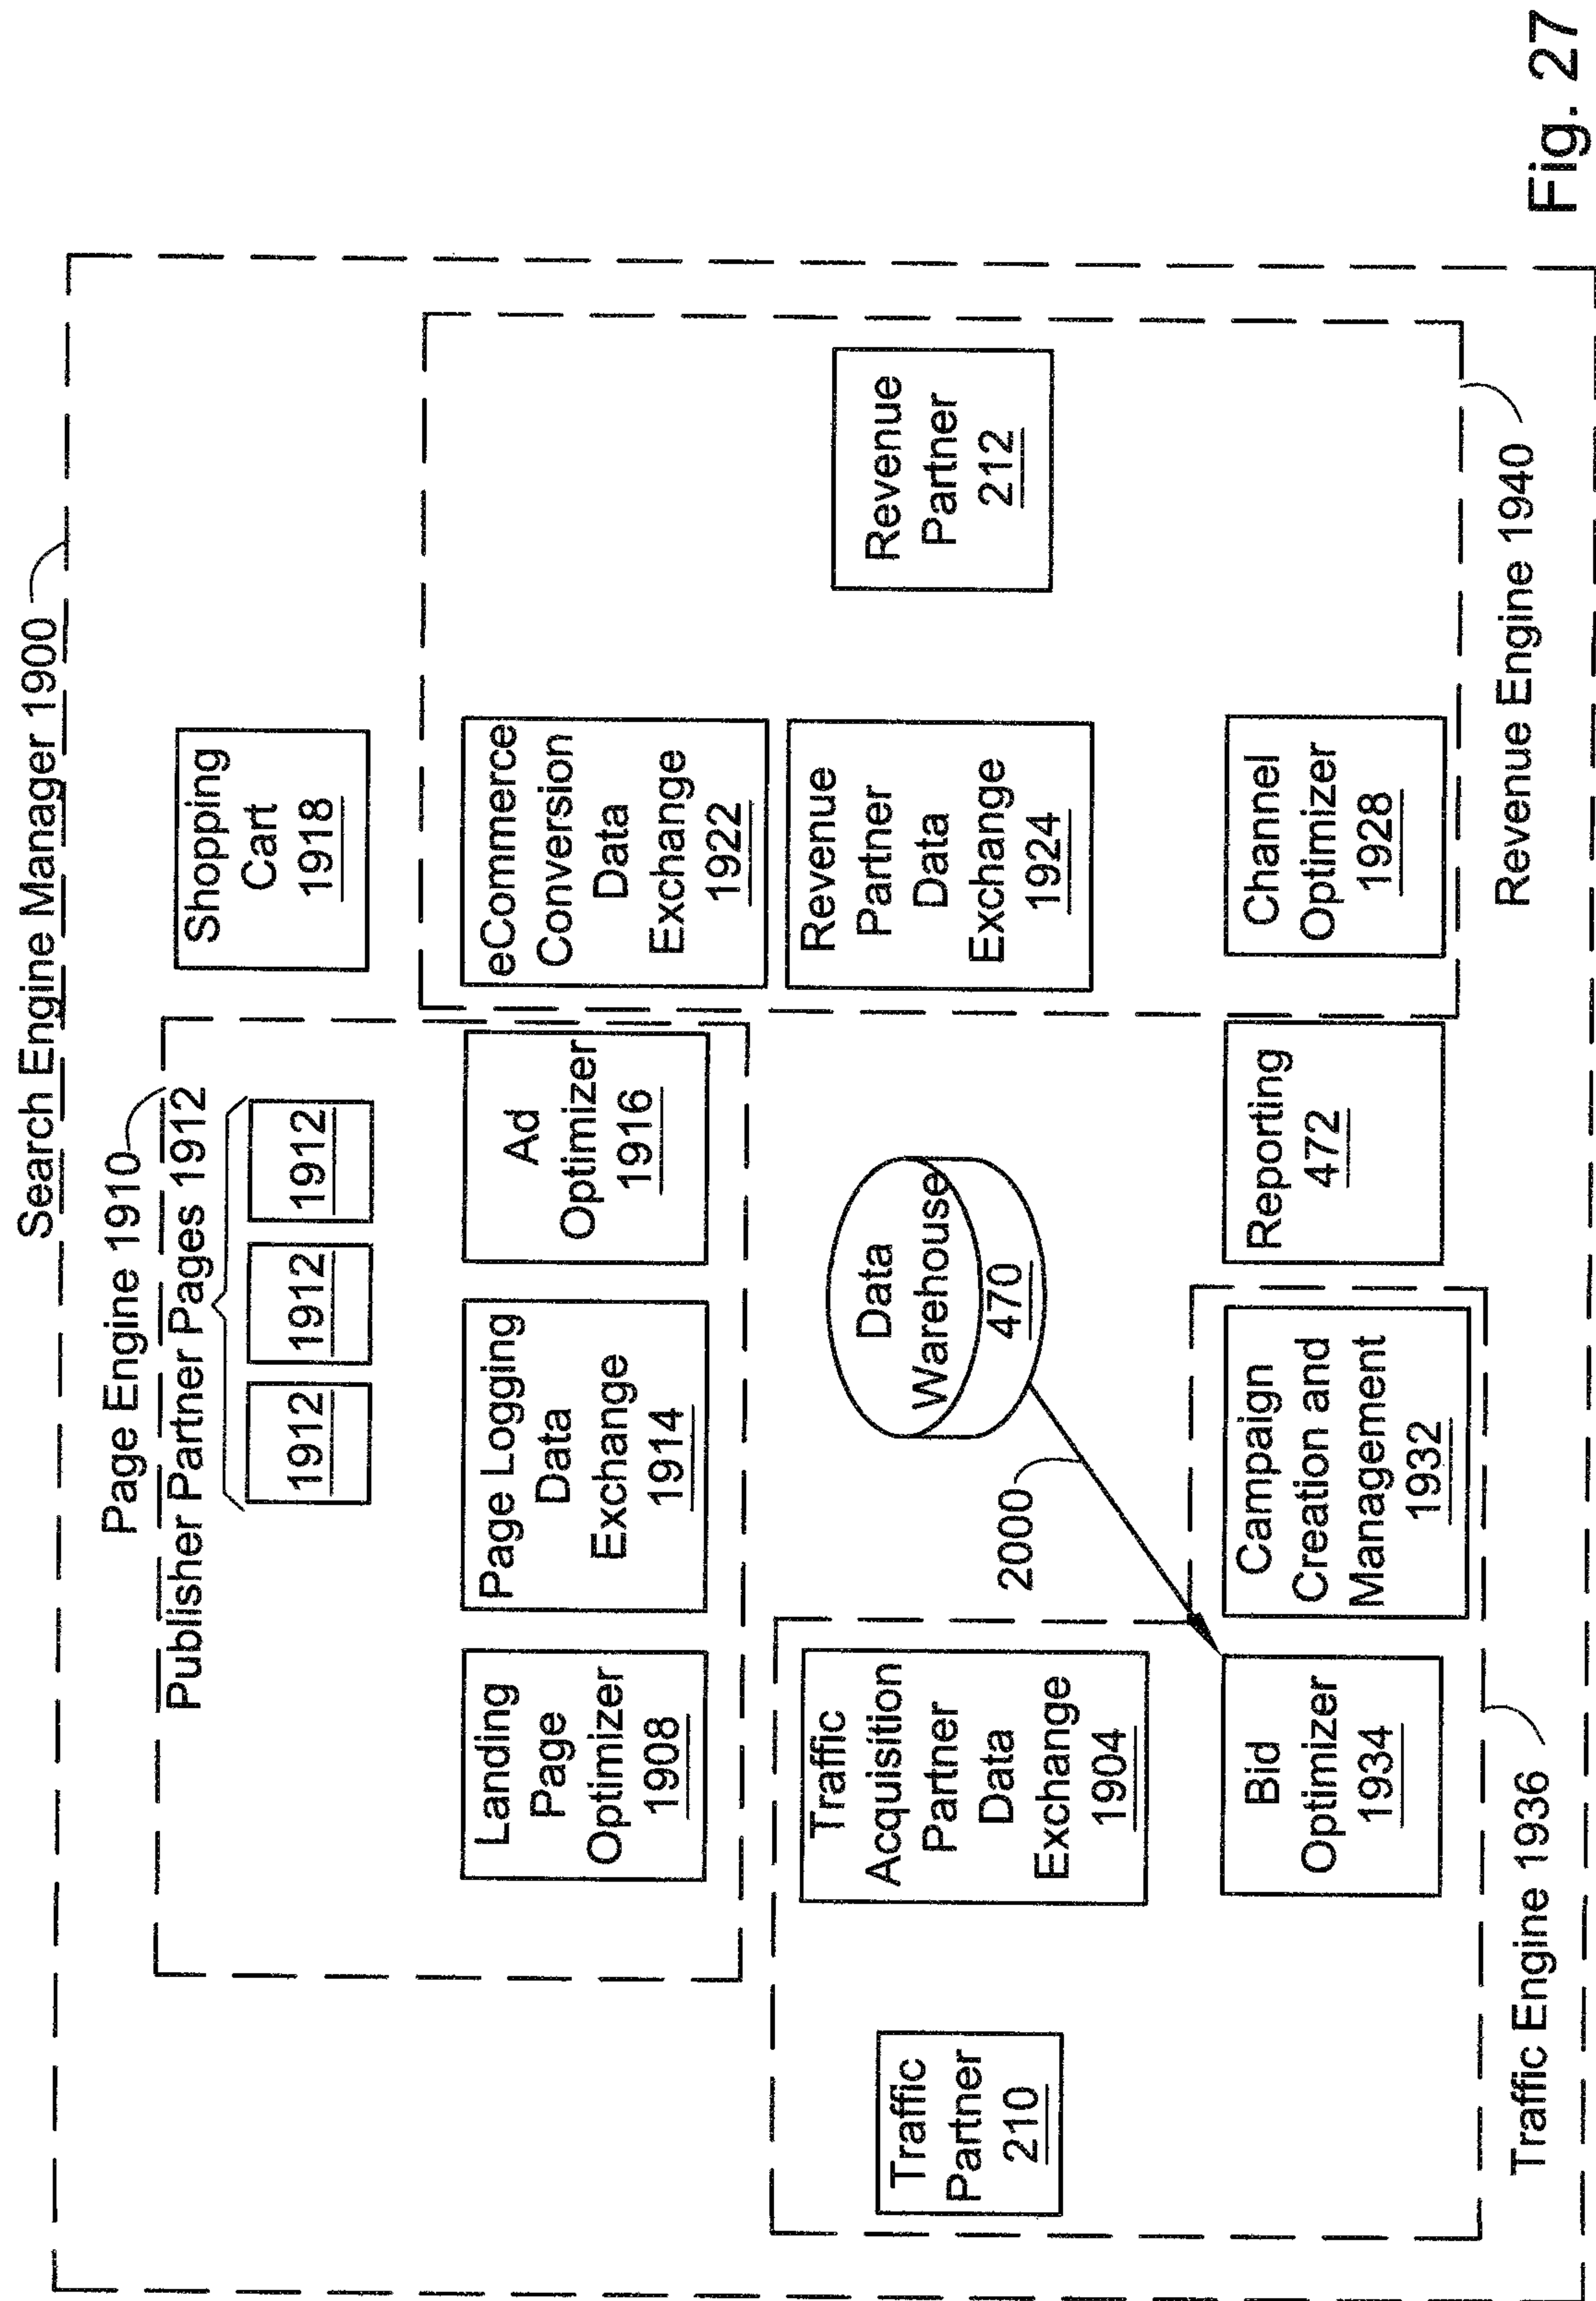 Search Engine Manager 1900
Page Engine 1910
Publisher Partner Pages 1912
1912
1912
1912
Shopping
Cart
1918
Landing
Page
Optimizer
1908
Page Logging
Data
Exchange
1914
Ad
Optimizer
1916
eCommerce
Conversion
Data
Exchange
1922
Traffic
Partner
210
Traffic
Acquisition
Partner
Data
Exchange
1904
Data
Warehouse
470
2000
Revenue
Partner
Data
Exchange
1924
Revenue
Partner
212
Bid
Optimizer
1934
Campaign
Creation and
Management
1932
Reporting
472
Channel
Optimizer
1928
Traffic Engine 1936
Revenue Engine 1940
Fig. 27